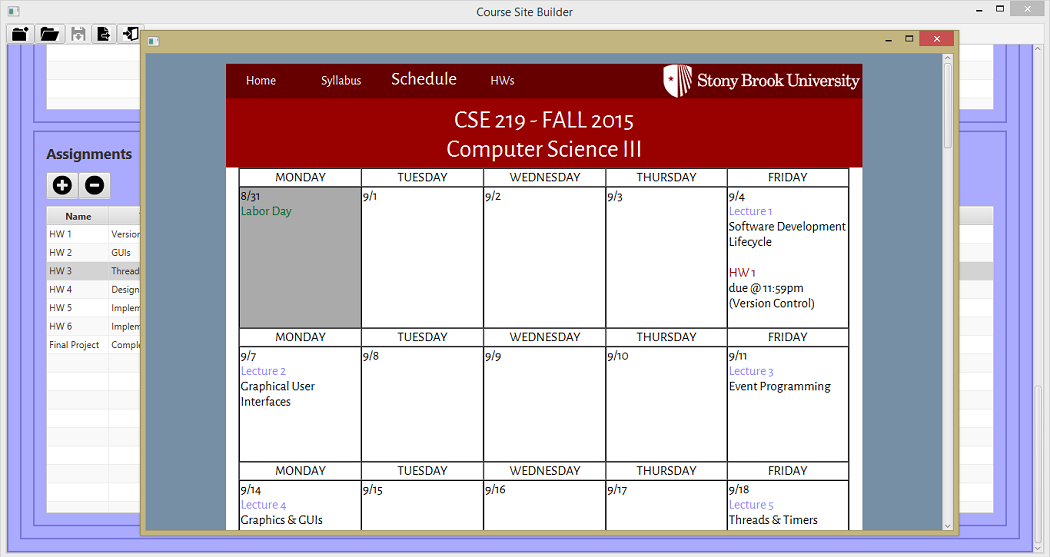 Course Site Builder
Home Syllabus Schedule HWs Stony Brook University
CSE 219 - FALL 2015
Computer Science III
MONDAY TUESDAY WEDNESDAY THURSDAY FRIDAY
8/31 9/1 9/2 9/3 9/4
Labor Day Lecture 1
Software Development
Lifecycle
HW 1
due @ 11:59pm
(Version Control)
MONDAY TUESDAY WEDNESDAY THURSDAY FRIDAY
9/7 9/8 9/9 9/10 9/11
Lecture 2 Lecture 3
Graphical User Event Programming
Interfaces
MONDAY TUESDAY WEDNESDAY THURSDAY FRIDAY
9/14 9/15 9/16 9/17 9/18
Lecture 4 Lecture 5
Graphics & GUIs Threads & Timers
Assignments
Name
HW 1 Version
HW 2 GUIs
HW 3 Thread
HW 4 Design
HW 5 Implem
HW 6 Implem
Final Project Comple